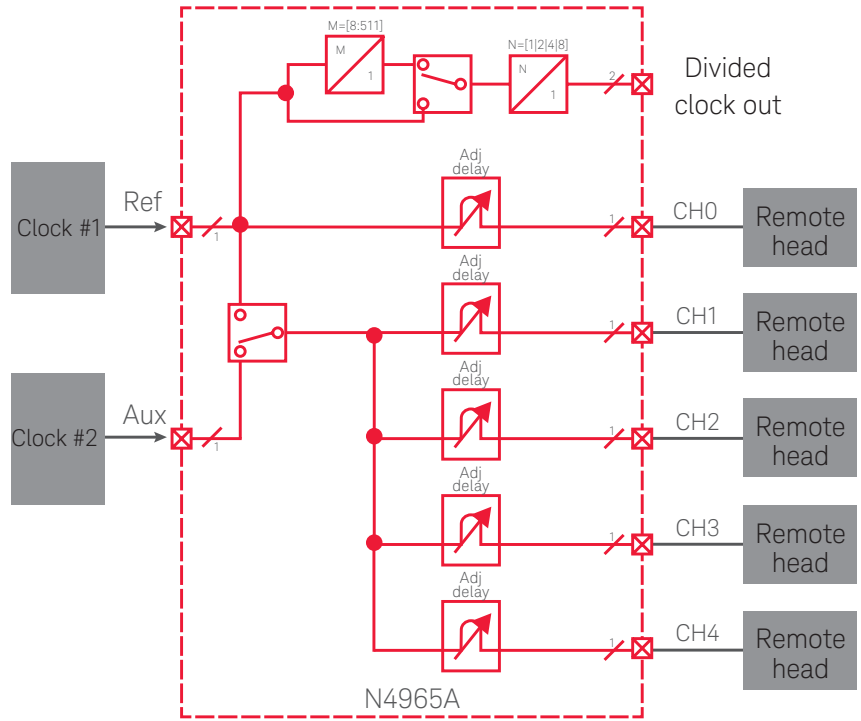 M=[8:511]
M
1
N=[1|2|4|8]
N
1
2
Divided
clock out
Clock #1
Ref
1
Adj
delay
1
CH0
Remote
head
Adj
delay
1
CH1
Remote
head
Clock #2
Aux
1
Adj
delay
1
CH2
Remote
head
Adj
delay
1
CH3
Remote
head
Adj
delay
1
CH4
Remote
head
N4965A